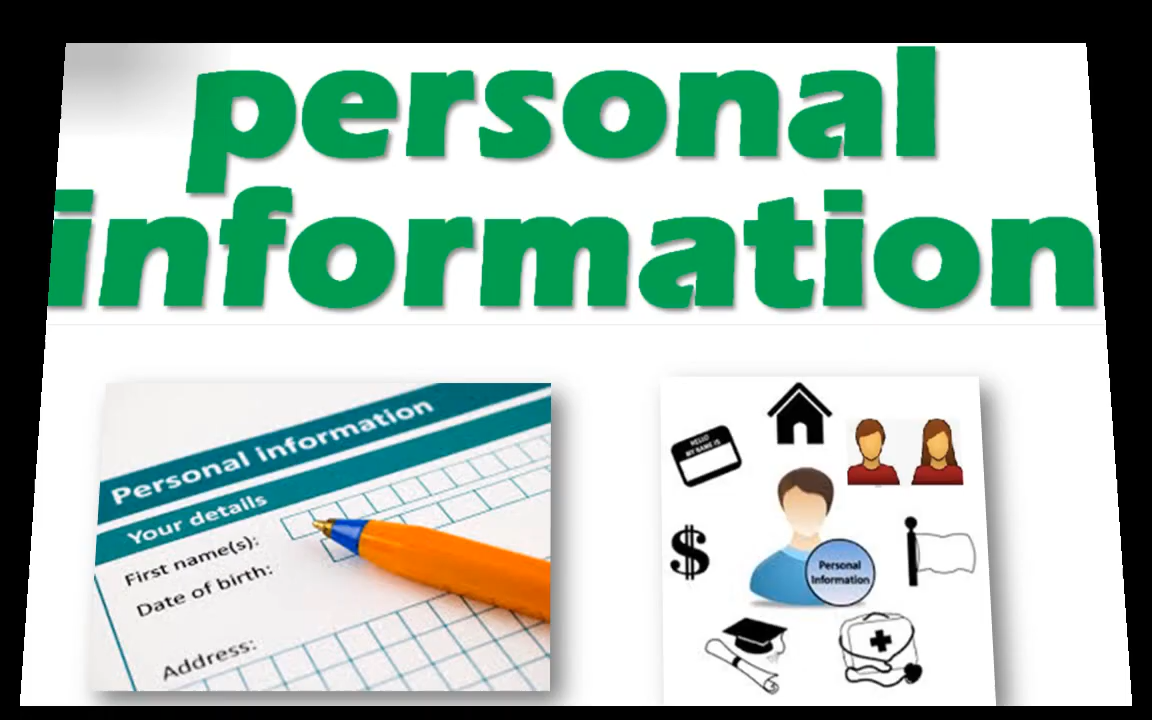 personal
information
Personal information
Your details
First name(s):
Date of birth:
Address:
HELLO
MY NAME IS
$
Personal
Information